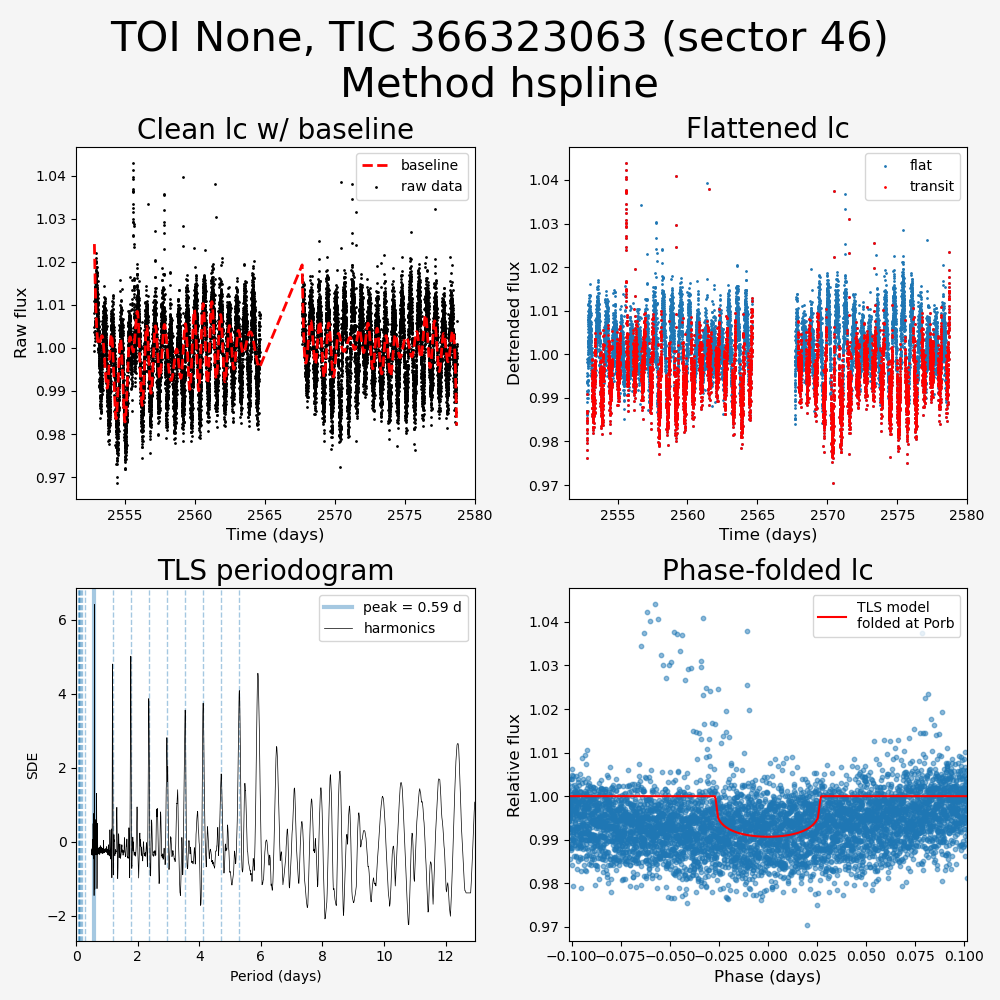 TOI None, TIC 366323063 (sector 46)
Method hspline
Clean lc w/ baseline
Flattened lc
baseline
raw data
flat
transit
Raw flux
1.04
1.03
1.02
1.01
1.00
0.99
0.98
0.97
2555 2560 2565 2570 2575 2580
Time (days)
Detrended flux
1.04
1.03
1.02
1.01
1.00
0.99
0.98
0.97
2555 2560 2565 2570 2575 2580
Time (days)
TLS periodogram
Phase-folded lc
peak = 0.59 d
harmonics
SDE
6
4
2
0
−2
0 2 4 6 8 10 12
Period (days)
TLS model
folded at Porb
Relative flux
1.04
1.03
1.02
1.01
1.00
0.99
0.98
0.97
−0.100 −0.075 −0.050 −0.025 0.000 0.025 0.050 0.075 0.100
Phase (days)